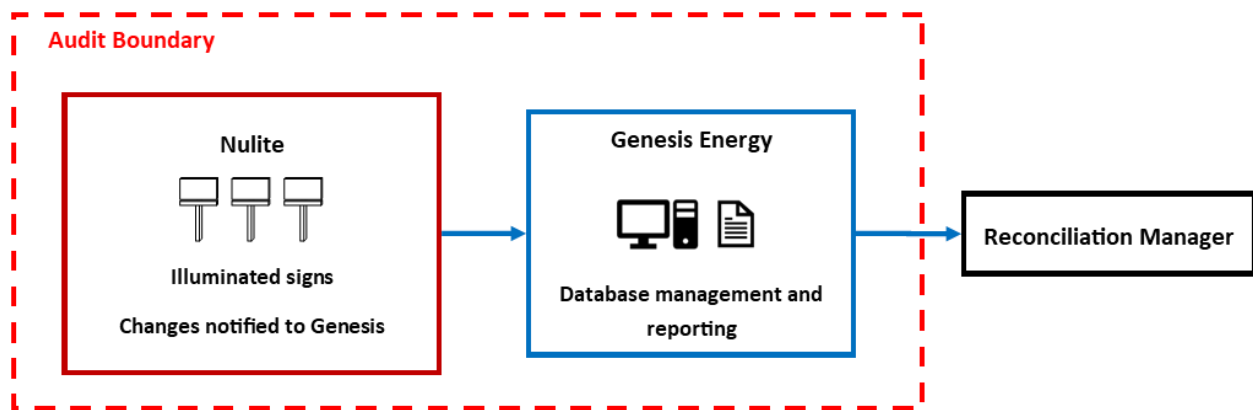 Audit Boundary
Nulite
Illuminated signs
Changes notified to Genesis
Genesis Energy
Database management and
reporting
Reconciliation Manager